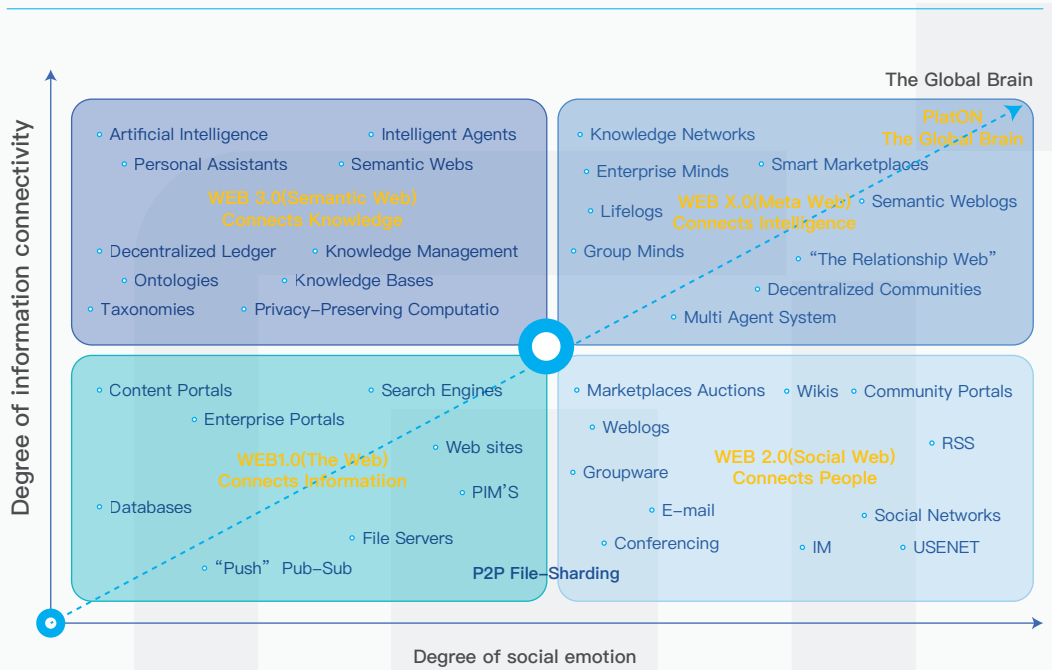 The Global Brain
PlatON
The Global Brain
Degree of information connectivity
Artificial Intelligence
Intelligent Agents
Personal Assistants
Semantic Webs
WEB 3.0(Semantic Web)
Connects Knowledge
Decentralized Ledger
Knowledge Management
Ontologies
Knowledge Bases
Taxonomies
Privacy-Preserving Computatio
Knowledge Networks
Enterprise Minds
Smart Marketplaces
Lifelogs
WEB X.0(Meta Web)
Connects Intelligence
Semantic Weblogs
Group Minds
“The Relationship Web”
Decentralized Communities
Multi Agent System
Content Portals
Search Engines
Enterprise Portals
Web sites
WEB1.0(The Web)
Connects Informatiion
PIM'S
Databases
File Servers
“Push” Pub-Sub
P2P File-Sharding
Marketplaces Auctions
Wikis
Community Portals
Weblogs
RSS
WEB 2.0(Social Web)
Connects People
Groupware
E-mail
Social Networks
Conferencing
IM
USENET
Degree of social emotion